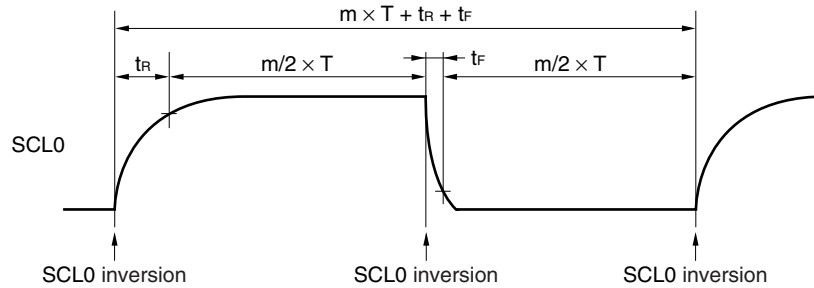 m × T + tR + tF
tR
m/2 × T
tF
m/2 × T
SCL0
SCL0 inversion
SCL0 inversion
SCL0 inversion